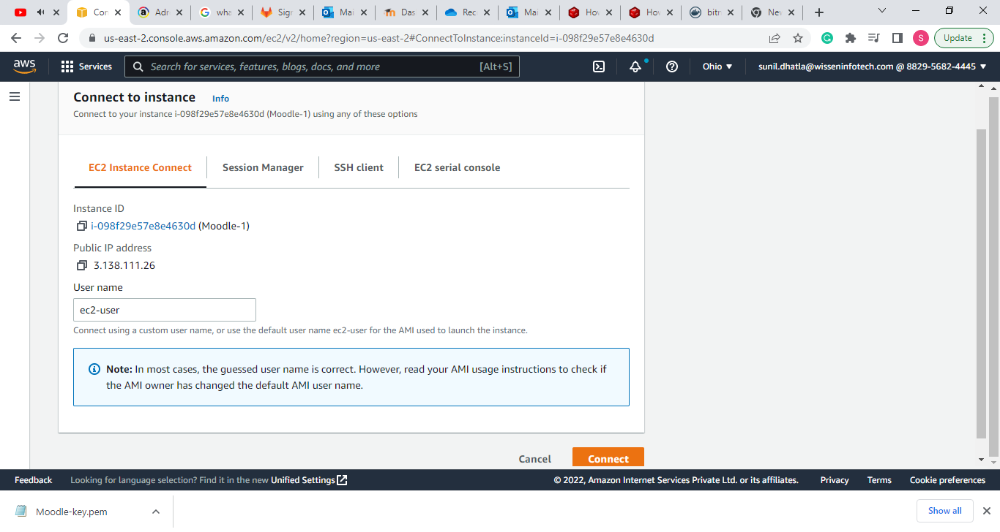 Con
Adr
wha
Sign
Mai
Das
Rec
Mai
How
How
bitn
Nev
us-east-2.console.aws.amazon.com/ec2/v2/home?region=us-east-2#ConnectToInstance:instanceId=i-098f29e57e8e4630d
S
Update
aws
Services
Search for services, features, blogs, docs, and more
[Alt+S]
Ohio
sunil.dhatla@wisseninfotech.com @ 8829-5682-4445
Connect to instance Info
Connect to your instance i-098f29e57e8e4630d (Moodle-1) using any of these options
EC2 Instance Connect
Session Manager
SSH client
EC2 serial console
Instance ID
i-098f29e57e8e4630d (Moodle-1)
Public IP address
3.138.111.26
User name
ec2-user
Connect using a custom user name, or use the default user name ec2-user for the AMI used to launch the instance.
Note: In most cases, the guessed user name is correct. However, read your AMI usage instructions to check if
the AMI owner has changed the default AMI user name.
Cancel
Connect
Feedback
Looking for language selection? Find it in the new Unified Settings
© 2022, Amazon Internet Services Private Ltd. or its affiliates.
Privacy
Terms
Cookie preferences
Moodle-key.pem
Show all